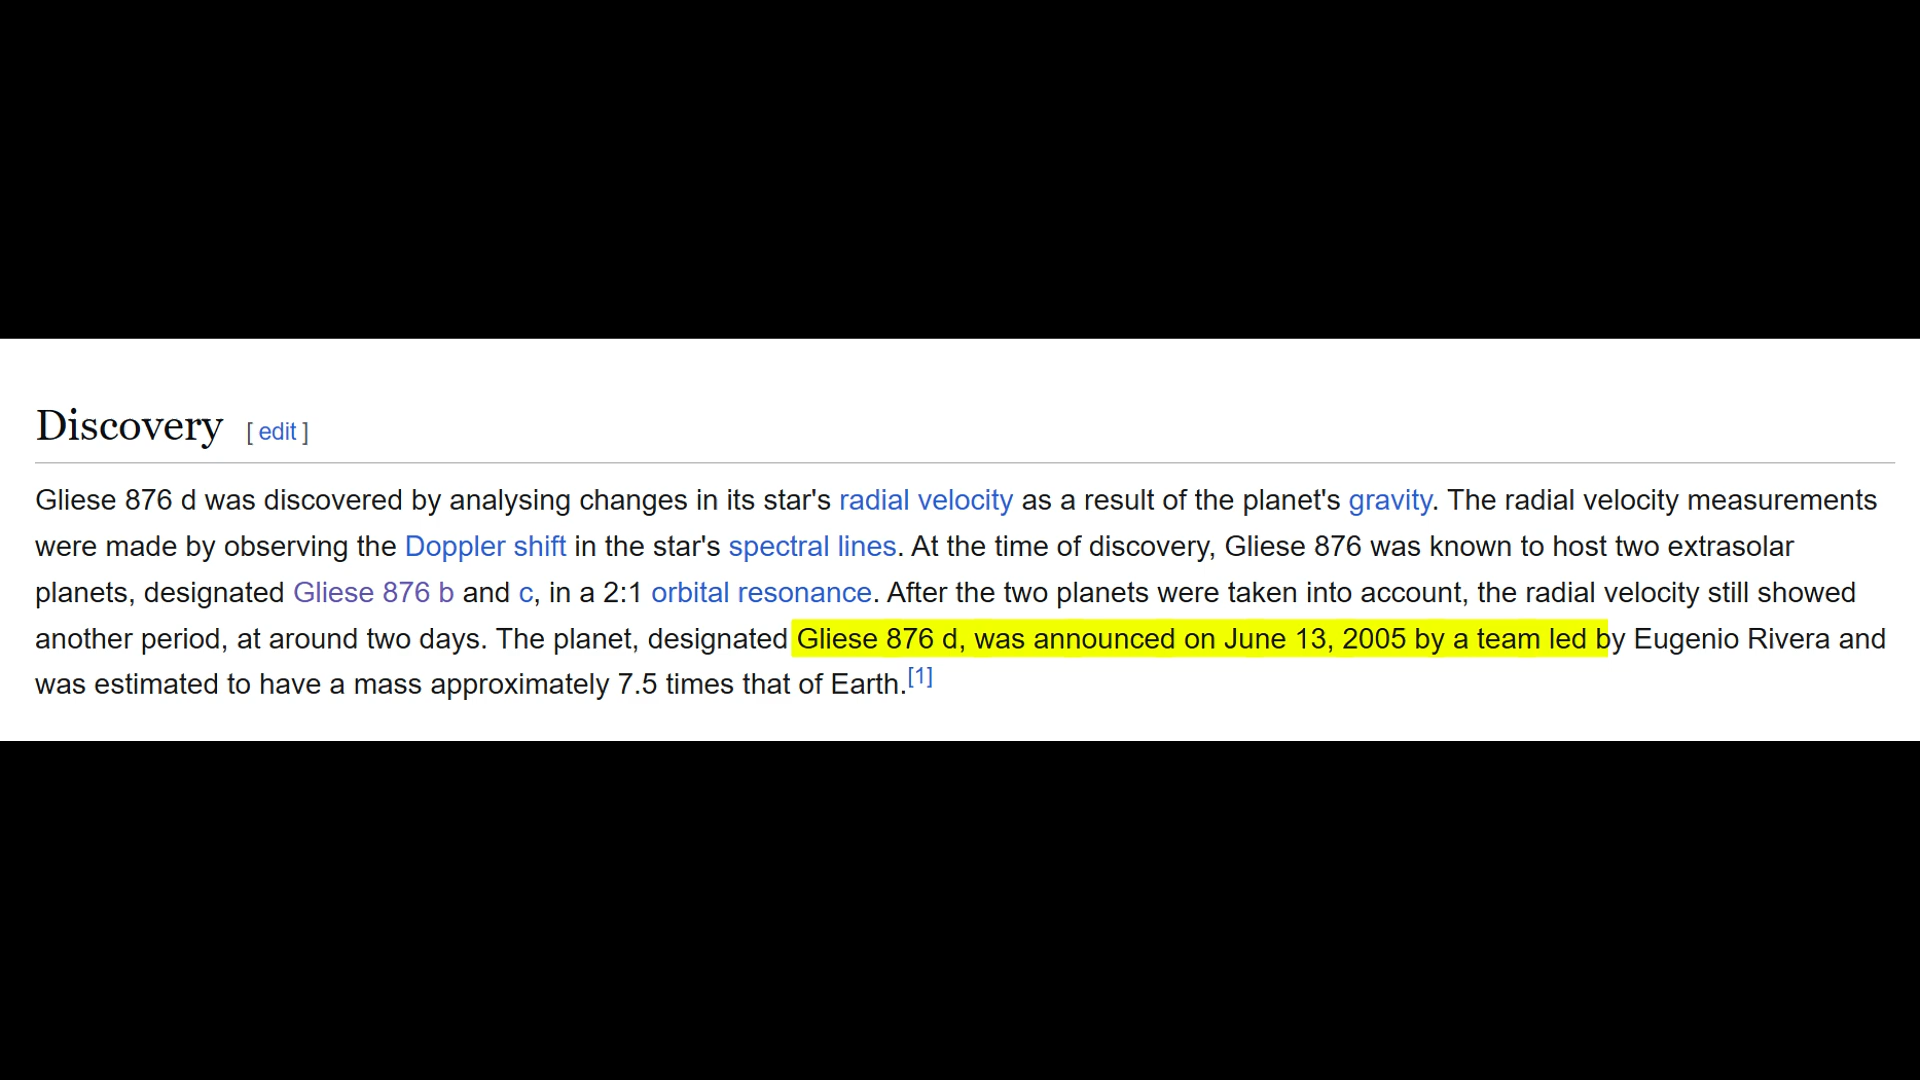 Discovery [ edit ]
Gliese 876 d was discovered by analysing changes in its star's radial velocity as a result of the planet's gravity. The radial velocity measurements
were made by observing the Doppler shift in the star's spectral lines. At the time of discovery, Gliese 876 was known to host two extrasolar
planets, designated Gliese 876 b and c, in a 2:1 orbital resonance. After the two planets were taken into account, the radial velocity still showed
another period, at around two days. The planet, designated Gliese 876 d, was announced on June 13, 2005 by a team led by Eugenio Rivera and
was estimated to have a mass approximately 7.5 times that of Earth.[1]